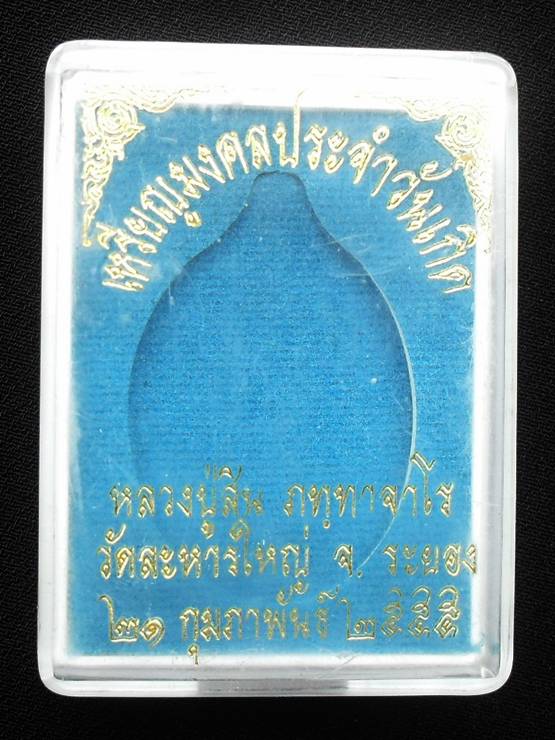 เหรียญมงคลประจำวันเกิด
หลวงปู่สิน ภทฺทาจาโร
วัดละหารใหญ่ จ. ระยอง
๒๑ กุมภาพันธ์ ๒๕๕๕